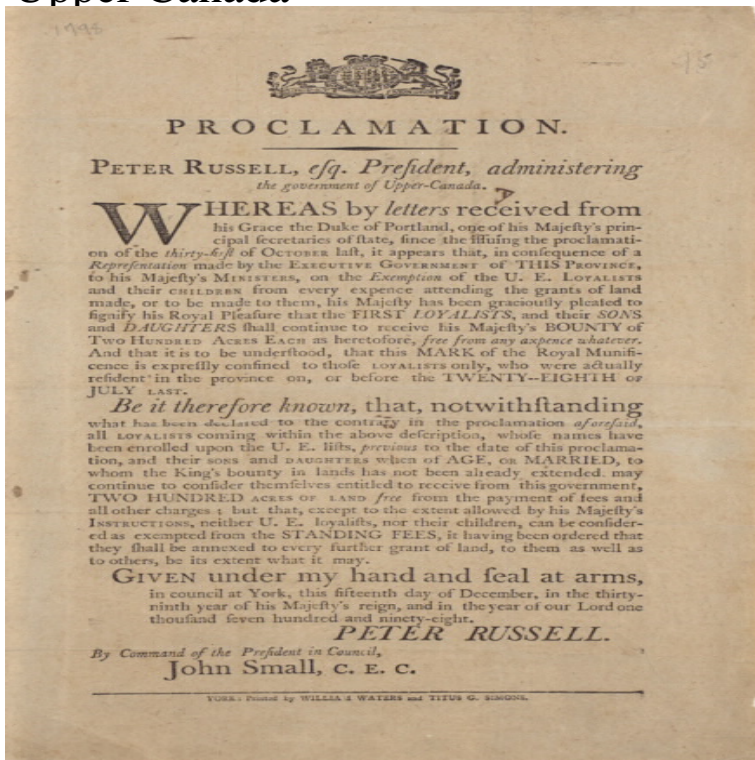 Upper Canada
1798
15
PROCLAMATION.
PETER RUSSELL, eſq. Preſident, adminiſtering
the government of Upper-Canada.
WHEREAS by letters received from
his Grace the Duke of Portland, one of his Majeſty's prin-
cipal ſecretaries of ſtate, ſince the iſſuing the proclamati-
on of the thirty-firſt of OCTOBER laſt, it appears that, in conſequence of a
Repreſentation made by the EXECUTIVE GOVERNMENT OF THIS PROVINCE,
to his Majeſty's MINISTERS, on the Exemption of the U. E. LOYALISTS
and their CHILDREN from every expence attending the grants of land
made, or to be made to them, his Majeſty has been graciouſly pleaſed to
ſignify his Royal Pleaſure that the FIRST LOYALISTS, and their SONS
and DAUGHTERS ſhall continue to receive his Majeſty's BOUNTY of
TWO HUNDRED ACRES EACH as heretofore, free from any axpence whatever.
And that it is to be underſtood, that this MARK of the Royal Munifi-
cence is expreſſly confined to thoſe LOYALISTS only, who were actually
reſident in the province on, or before the TWENTY--EIGHTH OF
JULY LAST.
Be it therefore known, that, notwithſtanding
what has been declared to the contrary in the proclamation aforeſaid,
all LOYALISTS coming within the above deſcription, whoſe names have
been enrolled upon the U. E. liſts, previous to the date of this proclama-
tion, and their SONS and DAUGHTERS when of AGE, OR MARRIED, to
whom the King's bounty in lands has not been already extended. may
continue to conſider themſelves entitled to receive from this government,
TWO HUNDRED ACRES OF LAND free from the payment of fees and
all other charges ; but that, except to the extent allowed by his Majeſty's
INSTRUCTIONS, neither U. E. loyaliſts, nor their children, can be conſider-
ed as exempted from the STANDING FEES, it having been ordered that
they ſhall be annexed to every further grant of land, to them as well as
to others, be its extent what it may.
GIVEN under my hand and ſeal at arms,
in council at York, this fifteenth day of December, in the thirty-
ninth year of his Majeſty's reign, and in the year of our Lord one
thouſand ſeven hundred and ninety-eight.
PETER RUSSELL.
By Command of the Preſident in Council,
John Small, C. E. C.
YORK: Printed by WILLIAM WATERS and TITUS G. SIMONS.